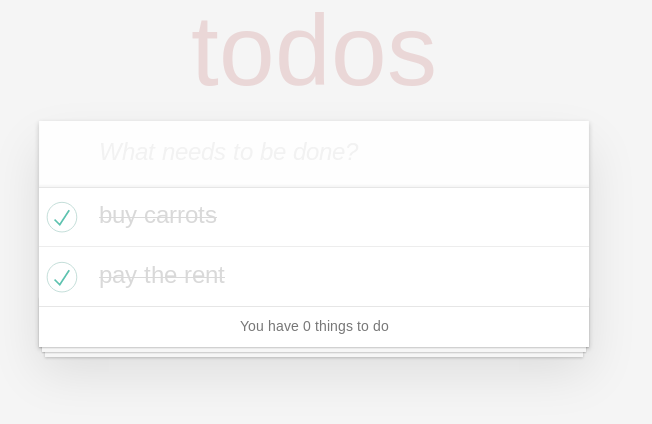 todos
What needs to be done?
buy carrots
pay the rent
You have 0 things to do